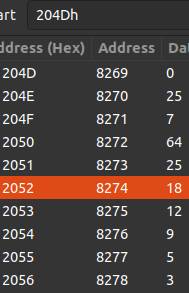 art 204Dh
ddress (Hex) Address Dat
204D 8269 0
204E 8270 25
204F 8271 7
2050 8272 64
2051 8273 25
2052 8274 18
2053 8275 12
2054 8276 9
2055 8277 5
2056 8278 3